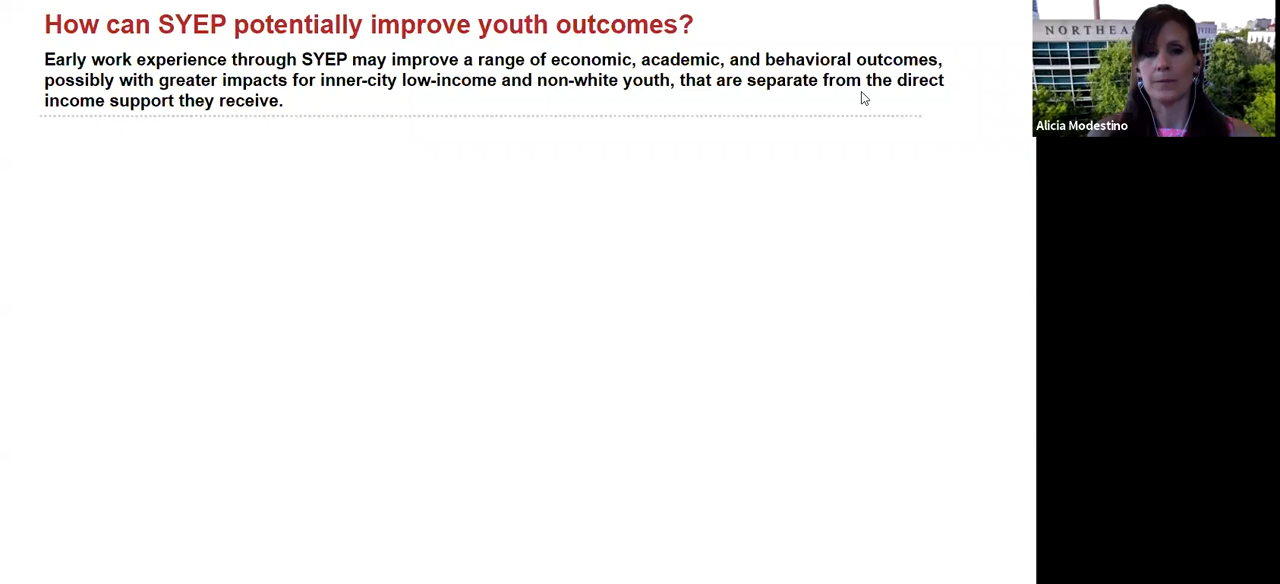 How can SYEP potentially improve youth outcomes?
Early work experience through SYEP may improve a range of economic, academic, and behavioral outcomes,
possibly with greater impacts for inner-city low-income and non-white youth, that are separate from the direct
income support they receive.
Alicia Modestino